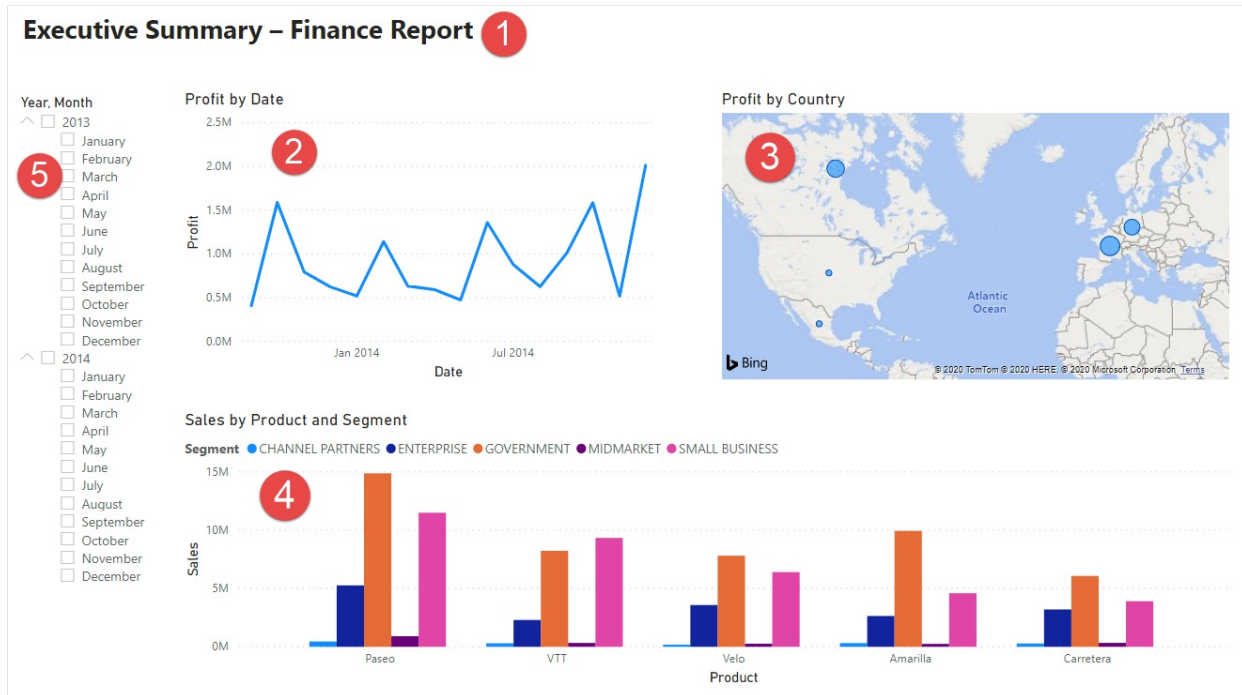 Executive Summary – Finance Report
1
Year, Month
2013
January
February
March
April
May
June
July
August
September
October
November
December
2014
January
February
March
April
May
June
July
August
September
October
November
December
5
Profit by Date
2
2.5M
2.0M
1.5M
1.0M
0.5M
0.0M
Profit
Jan 2014 Jul 2014
Date
Profit by Country
3
Atlantic
Ocean
Bing
© 2020 TomTom © 2020 HERE, © 2020 Microsoft Corporation Terms
Sales by Product and Segment
Segment CHANNEL PARTNERS ENTERPRISE GOVERNMENT MIDMARKET SMALL BUSINESS
4
15M
10M
5M
0M
Sales
Paseo VTT Velo Amarilla Carretera
Product